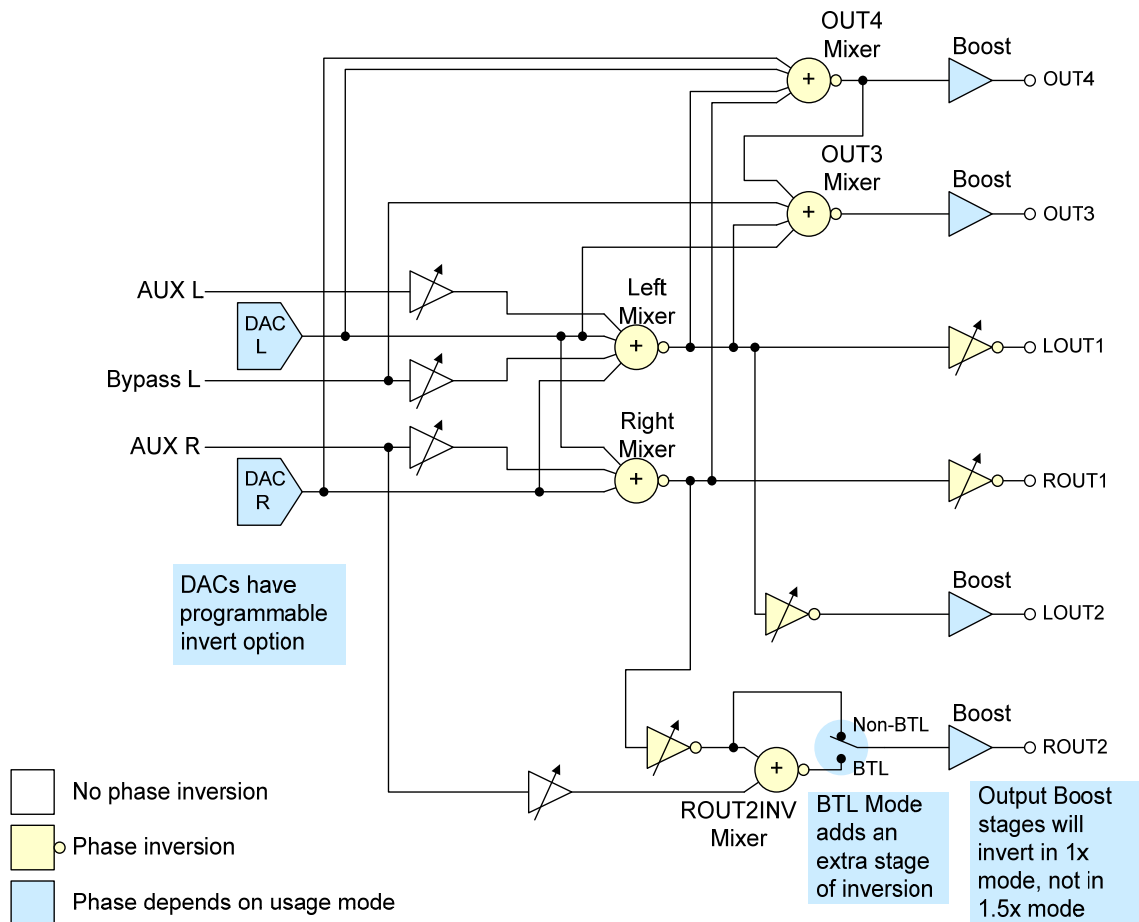 OUT4
Mixer
Boost
+
OUT4
OUT3
Mixer
Boost
+
OUT3
AUX L
DAC
L
Left
Mixer
+
LOUT1
Bypass L
AUX R
Right
Mixer
DAC
R
+
ROUT1
DACs have
programmable
invert option
Boost
LOUT2
Boost
Non-BTL
ROUT2
+
BTL
ROUT2INV
Mixer
BTL Mode
adds an
extra stage
of inversion
Output Boost
stages will
invert in 1x
mode, not in
1.5x mode
No phase inversion
Phase inversion
Phase depends on usage mode